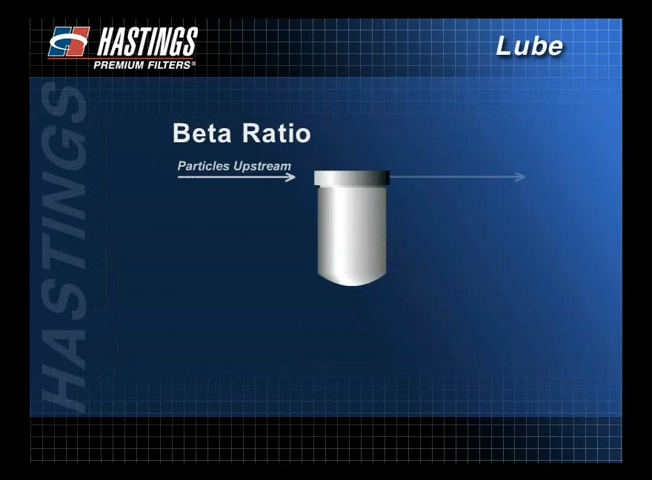 HASTINGS
PREMIUM FILTERS®
Lube
HASTINGS
Beta Ratio
Particles Upstream